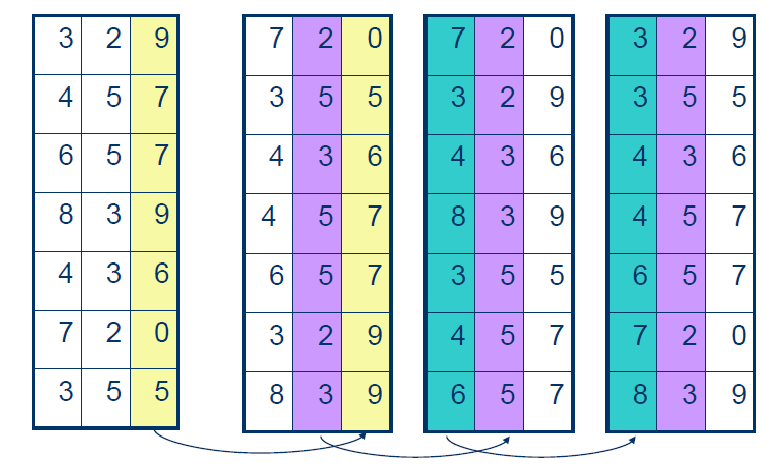 3 2 9 7 2 0 7 2 0 3 2 9
4 5 7 3 5 5 3 2 9 3 5 5
6 5 7 4 3 6 4 3 6 4 3 6
8 3 9 4 5 7 8 3 9 4 5 7
4 3 6 6 5 7 3 5 5 6 5 7
7 2 0 3 2 9 4 5 7 7 2 0
3 5 5 8 3 9 6 5 7 8 3 9